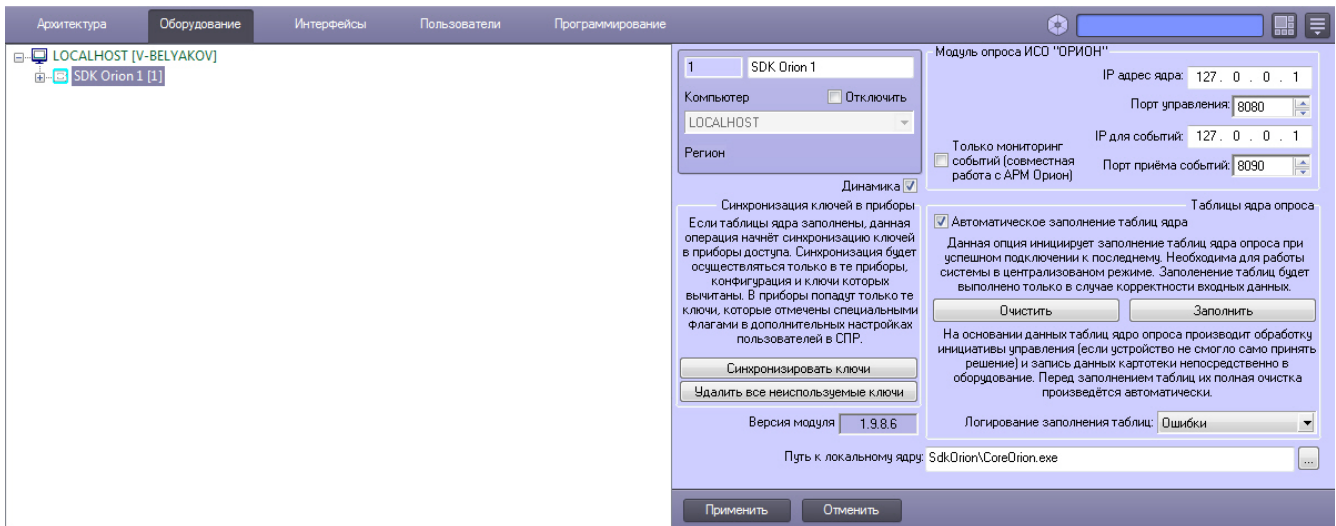 Архитектура Оборудование Интерфейсы Пользователи Программирование
LOCALHOST [V-BELYAKOV]
SDK Orion 1 [1]
1 SDK Orion 1
Компьютер Отключить
LOCALHOST
Регион
Динамика
Модуль опроса ИСО "ОРИОН"
IP адрес ядра: 127 . 0 . 0 . 1
Порт управления: 8080
IP для событий: 127 . 0 . 0 . 1
Порт приёма событий: 8090
Только мониторинг
событий (совместная
работа с АРМ Орион)
Синхронизация ключей в приборы
Если таблицы ядра заполнены, данная
операция начнёт синхронизацию ключей
в приборы доступа. Синхронизация будет
осуществляться только в те приборы,
конфигурация и ключи которых
вычитаны. В приборы попадут только те
ключи, которые отмечены специальными
флагами в дополнительных настройках
пользователей в СПР.
Синхронизировать ключи
Удалить все неиспользуемые ключи
Версия модуля 1.9.8.6
Таблицы ядра опроса
Автоматическое заполнение таблиц ядра
Данная опция инициирует заполнение таблиц ядра опроса при
успешном подключении к последнему. Необходима для работы
системы в централизованом режиме. Заполенение таблиц будет
выполнено только в случае корректности входных данных.
Очистить Заполнить
На основании данных таблиц ядро опроса производит обработку
инициативы управления (если устройство не смогло само принять
решение) и запись данных картотеки непосредственно в
оборудование. Перед заполнением таблиц их полная очистка
произведётся автоматически.
Логирование заполнения таблиц: Ошибки
Путь к локальному ядру: SdkOrion\CoreOrion.exe ...
Применить Отменить